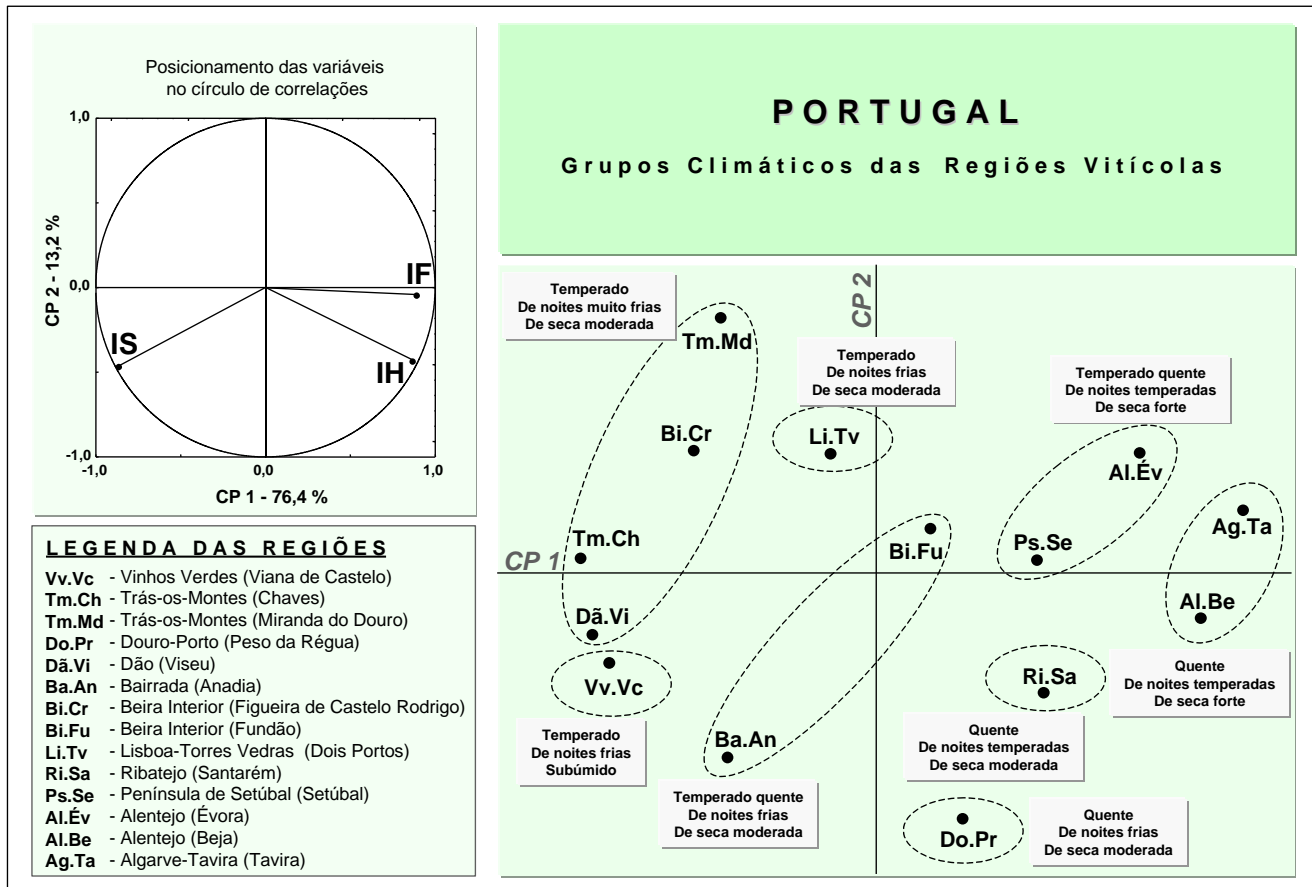 Posicionamento das variáveis
no círculo de correlações
1,0
CP 2 - 13,2 %
0,0
IF
IS
IH
-1,0
-1,0
0,0
1,0
CP 1 - 76,4 %
LEGENDA DAS REGIÕES
Vv.Vc - Vinhos Verdes (Viana de Castelo)
Tm.Ch - Trás-os-Montes (Chaves)
Tm.Md - Trás-os-Montes (Miranda do Douro)
Do.Pr - Douro-Porto (Peso da Régua)
Dã.Vi - Dão (Viseu)
Ba.An - Bairrada (Anadia)
Bi.Cr - Beira Interior (Figueira de Castelo Rodrigo)
Bi.Fu - Beira Interior (Fundão)
Li.Tv - Lisboa-Torres Vedras (Dois Portos)
Ri.Sa - Ribatejo (Santarém)
Ps.Se - Península de Setúbal (Setúbal)
Al.Év - Alentejo (Évora)
Al.Be - Alentejo (Beja)
Ag.Ta - Algarve-Tavira (Tavira)
PORTUGAL
Grupos Climáticos das Regiões Vitícolas
Temperado
De noites muito frias
De seca moderada
CP 2
Tm.Md
Temperado
De noites frias
De seca moderada
Temperado quente
De noites temperadas
De seca forte
Bi.Cr
Li.Tv
Al.Év
Ag.Ta
Tm.Ch
Bi.Fu
Ps.Se
CP 1
Al.Be
Dã.Vi
Vv.Vc
Ri.Sa
Quente
De noites temperadas
De seca forte
Temperado
De noites frias
Subúmido
Ba.An
Quente
De noites temperadas
De seca moderada
Temperado quente
De noites frias
De seca moderada
Do.Pr
Quente
De noites frias
De seca moderada